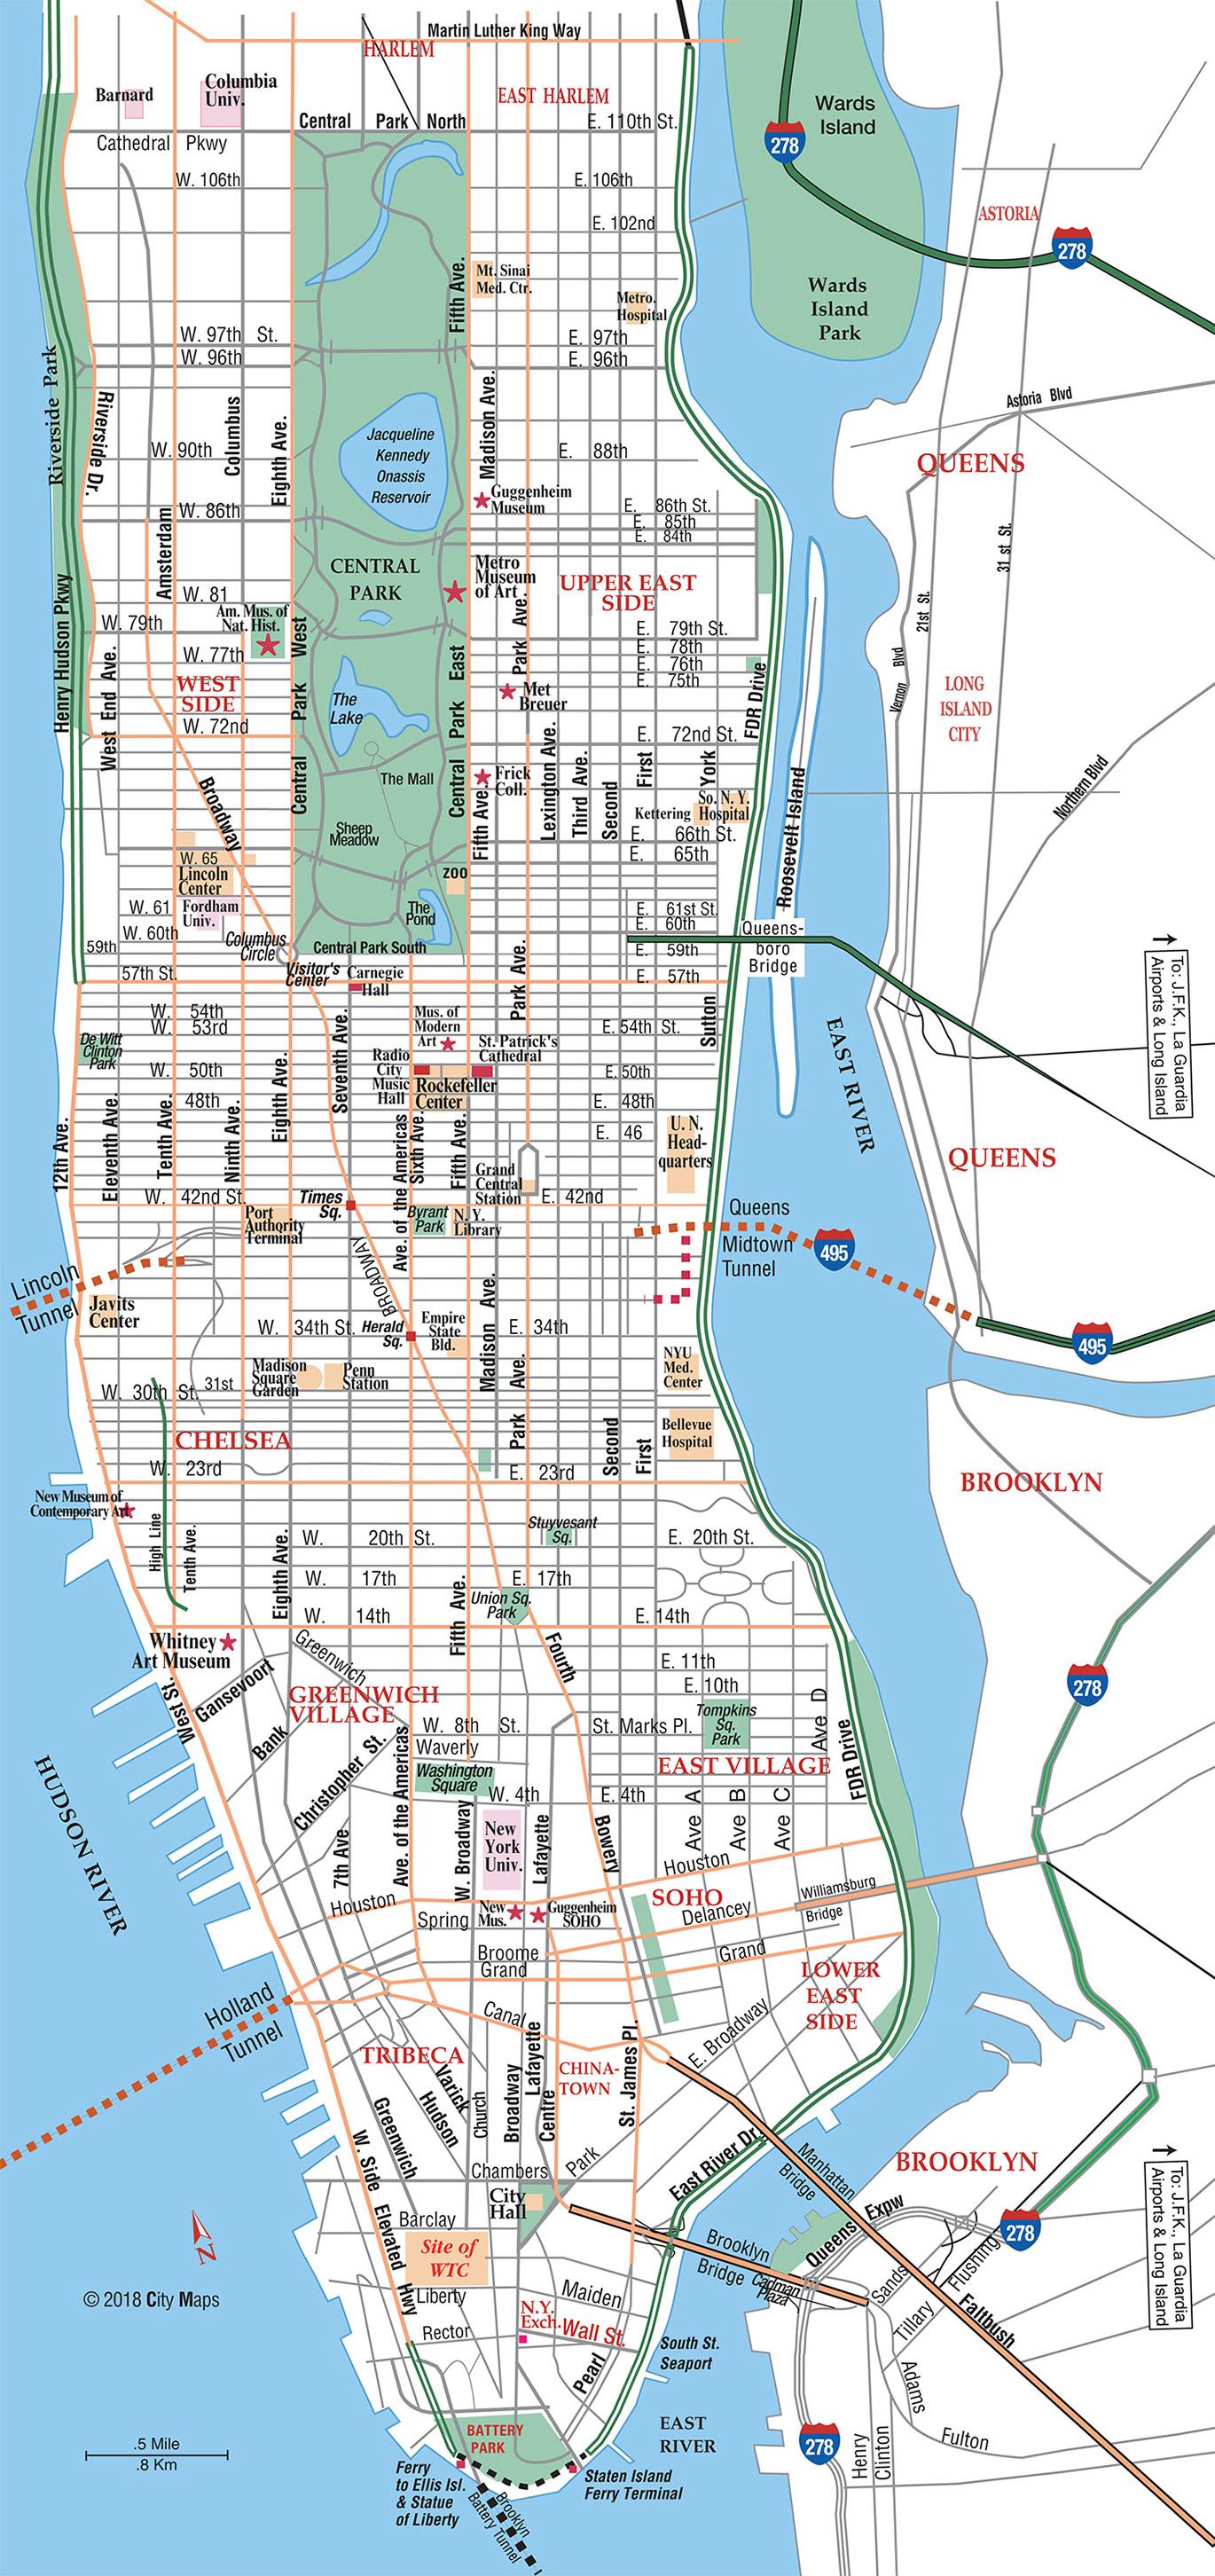 Martin Luther King Way
HARLEM
Barnard
Columbia
Univ.
EAST HARLEM
Central Park North
E. 110th St.
Cathedral Pkwy
W. 106th
E. 106th
E. 102nd
Wards
Island
278
ASTORIA
278
Wards
Island
Park
Fifth Ave.
Mt. Sinai
Med. Ctr.
Metro.
Hospital
W. 97th St.
E. 97th
W. 96th
E. 96th
Riverside Park
Riverside Dr.
Columbus
Eighth Ave.
Madison Ave.
Astoria Blvd
Jacqueline
Kennedy
Onassis
Reservoir
W. 90th
E. 88th
QUEENS
Guggenheim
Museum
W. 86th
E. 86th St.
E. 85th
E. 84th
Amsterdam
31 st St.
CENTRAL
PARK
Metro
Museum
of Art
UPPER EAST
SIDE
Henry Hudson Pkwy
W. 81
Am. Mus. of
Nat. Hist.
W. 79th
E. 79th St.
Park Ave.
21st St.
W. 77th
E. 78th
E. 76th
E. 75th
West End Ave.
WEST
SIDE
Central Park West
Central Park East
Met
Breuer
FDR Drive
Vernon Blvd
LONG
ISLAND
CITY
The
Lake
W. 72nd
E. 72nd St.
The Mall
Frick
Coll.
Lexington Ave.
Third Ave.
Second
First
York
Northern Blvd
Broadway
Sheep
Meadow
Fifth Ave.
Kettering
So. N. Y.
Hospital
Roosevelt Island
E. 66th St.
E. 65th
W. 65
Lincoln
Center
ZOO
W. 61
Fordham
Univ.
The
Pond
E. 61st St.
E. 60th
W. 60th
59th
Columbus
Circle
Central Park South
E. 59th
Queens-
boro
Bridge
57th St.
Visitor's
Center
Carnegie
Hall
Park Ave.
E. 57th
To: J.F.K., La Guardia
Airports & Long Island
W. 54th
W. 53rd
Seventh Ave.
Mus. of
Modern
Art
St. Patrick's
Cathedral
E. 54th St.
Sutton
EAST RIVER
De Witt
Clinton
Park
W. 50th
Radio
City
Music
Hall
Rockefeller
Center
E. 50th
48th
E. 48th
12th Ave.
Eleventh Ave.
Tenth Ave.
Ninth Ave.
Eighth Ave.
Ave. of the Americas
Sixth Ave.
Fifth Ave.
E. 46
U. N.
Head-
quarters
QUEENS
Grand
Central
Station
W. 42nd St.
Times
Sq.
E. 42nd
Port
Authority
Terminal
Byrant
Park
N. Y.
Library
Queens
Midtown
Tunnel
495
BROADWAY
Lincoln
Tunnel
Javits
Center
Madison Ave.
W. 34th St.
Herald
Sq.
Empire
State
Bld.
E. 34th
495
Madison
Square
Garden
Penn
Station
Park Ave.
NYU
Med.
Center
W. 30th St.
31st
CHELSEA
Second
First
Bellevue
Hospital
W. 23rd
E. 23rd
BROOKLYN
New Museum of
Contemporary Art
High Line
Tenth Ave.
Eighth Ave.
Stuyvesant
Sq.
W. 20th St.
E. 20th St.
W. 17th
E. 17th
Union Sq.
Park
Fifth Ave.
W. 14th
E. 14th
Fourth
Whitney
Art Museum
Greenwich
E. 11th
E. 10th
278
West St.
Gansevoort
GREENWICH
VILLAGE
Bank
Christopher St.
W. 8th St.
St. Marks Pl.
Tompkins
Sq.
Park
Ave D
FDR Drive
Waverly
Washington
Square
EAST VILLAGE
W. 4th
E. 4th
HUDSON RIVER
7th Ave
Ave. of the Americas
W. Broadway
New
York
Univ.
Lafayette
Bowery
Ave A
Ave B
Ave C
Houston
Houston
SOHO
Williamsburg
Bridge
Spring
New
Mus.
Guggenheim
SOHO
Delancey
Broome
Grand
Grand
LOWER
EAST
SIDE
Holland
Tunnel
Canal
E. Broadway
TRIBECA
CHINA-
TOWN
Varick
Hudson
Greenwich
Church
Broadway
Lafayette
Centre
St. James Pl.
W. Side Elevated Hwy
Chambers
Park
East River Dr.
Manhattan
Bridge
BROOKLYN
City
Hall
Barclay
Queens Expw
278
To: J.F.K., La Guardia
Airports & Long Island
N
Site of
WTC
Brooklyn
Bridge
Cadman
Plaza
Sands
Flushing
© 2018 City Maps
Liberty
Maiden
Tillary
Faltbush
N.Y.
Exch.
Wall St.
Rector
Pearl
South St.
Seaport
Adams
BATTERY
PARK
EAST
RIVER
278
Henry
Clinton
Fulton
.5 Mile
.8 Km
Ferry
to Ellis Isl.
& Statue
of Liberty
Staten Island
Ferry Terminal
Brooklyn
Battery Tunnel